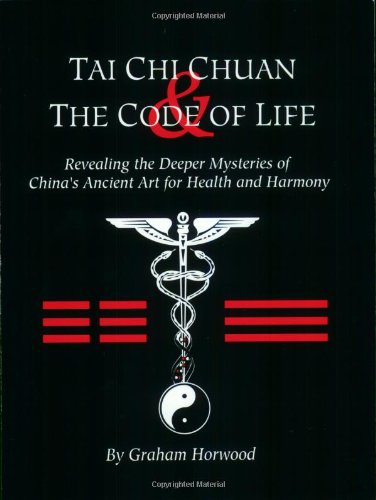 TAI CHI CHUAN
&
THE CODE OF LIFE
Revealing the Deeper Mysteries of
China's Ancient Art for Health and Harmony
By Graham Horwood